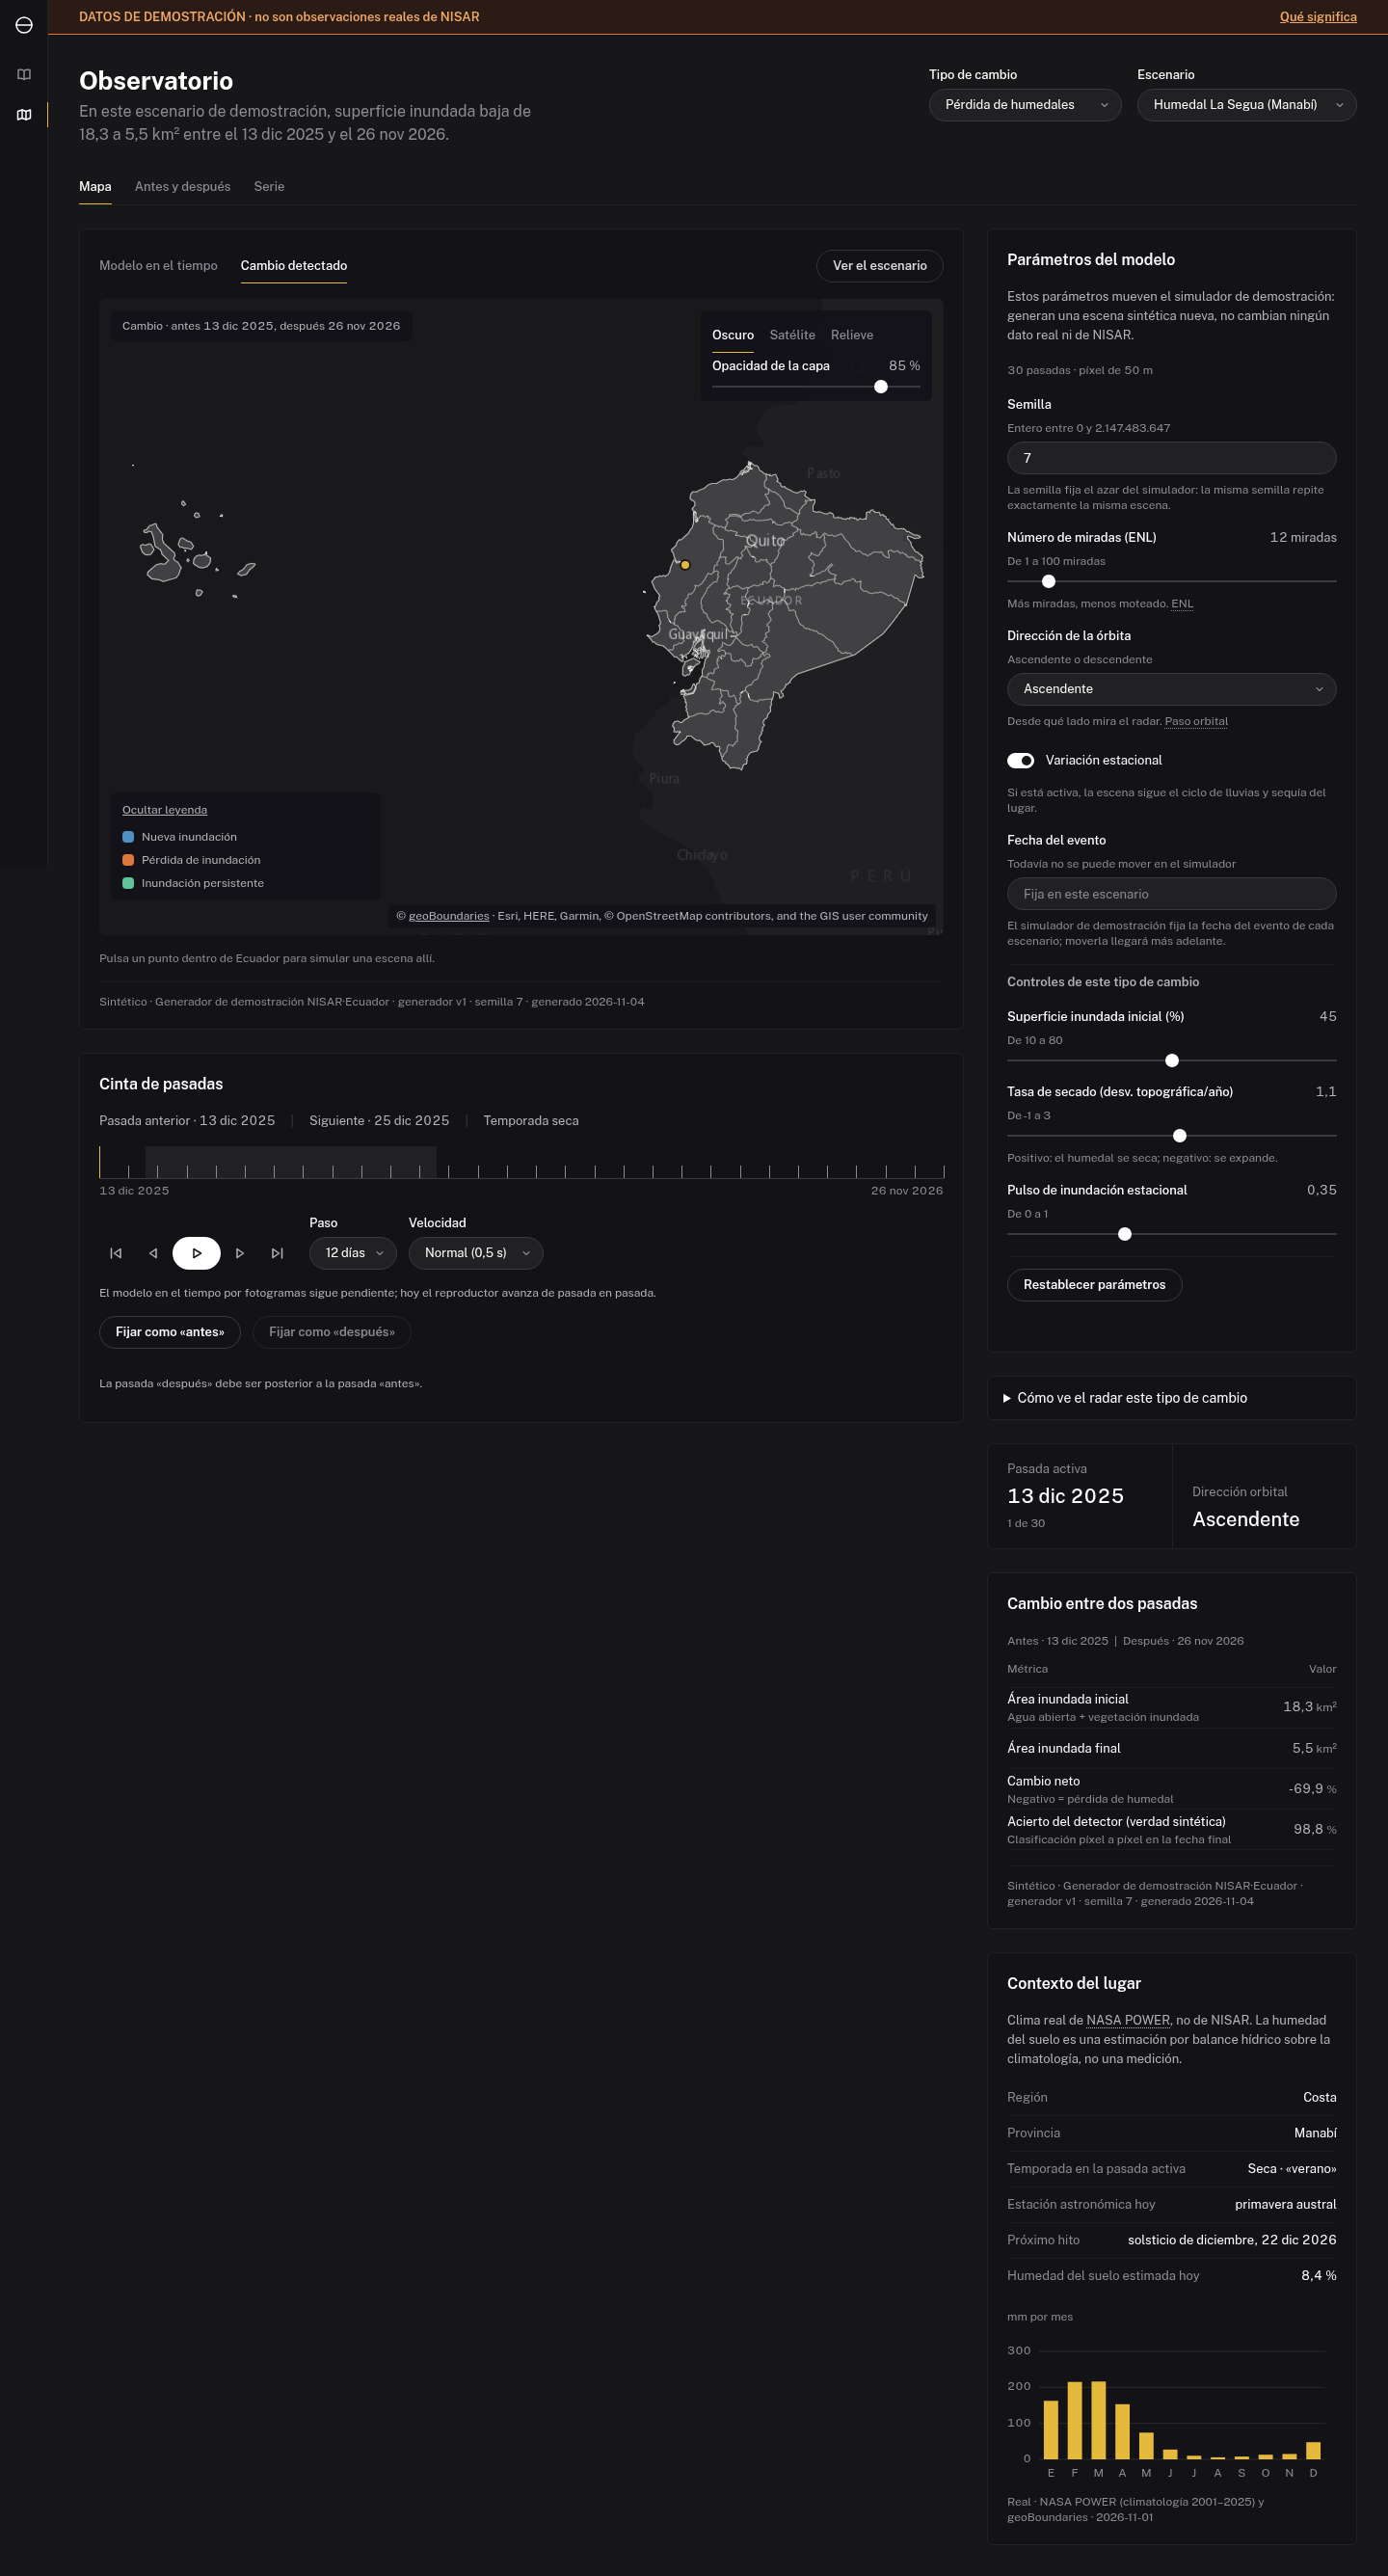 DATOS DE DEMOSTRACIÓN · no son observaciones reales de NISAR
Qué significa
Observatorio
En este escenario de demostración, superficie inundada baja de
18,3 a 5,5 km² entre el 13 dic 2025 y el 26 nov 2026.
Tipo de cambio
Pérdida de humedales
Escenario
Humedal La Segua (Manabí)
Mapa
Antes y después
Serie
Modelo en el tiempo
Cambio detectado
Ver el escenario
Cambio · antes 13 dic 2025, después 26 nov 2026
Oscuro
Satélite
Relieve
Opacidad de la capa
85 %
Pasto
Quito
ECUADOR
Guayaquil
Piura
Chiclayo
PERÚ
Ocultar leyenda
Nueva inundación
Pérdida de inundación
Inundación persistente
© geoBoundaries · Esri, HERE, Garmin, © OpenStreetMap contributors, and the GIS user community
Pulsa un punto dentro de Ecuador para simular una escena allí.
Sintético · Generador de demostración NISAR·Ecuador · generador v1 · semilla 7 · generado 2026-11-04
Cinta de pasadas
Pasada anterior · 13 dic 2025
Siguiente · 25 dic 2025
Temporada seca
13 dic 2025
26 nov 2026
Paso
12 días
Velocidad
Normal (0,5 s)
El modelo en el tiempo por fotogramas sigue pendiente; hoy el reproductor avanza de pasada en pasada.
Fijar como «antes»
Fijar como «después»
La pasada «después» debe ser posterior a la pasada «antes».
Parámetros del modelo
Estos parámetros mueven el simulador de demostración:
generan una escena sintética nueva, no cambian ningún
dato real ni de NISAR.
30 pasadas · píxel de 50 m
Semilla
Entero entre 0 y 2.147.483.647
7
La semilla fija el azar del simulador: la misma semilla repite
exactamente la misma escena.
Número de miradas (ENL)
12 miradas
De 1 a 100 miradas
Más miradas, menos moteado. ENL
Dirección de la órbita
Ascendente o descendente
Ascendente
Desde qué lado mira el radar. Paso orbital
Variación estacional
Si está activa, la escena sigue el ciclo de lluvias y sequía del
lugar.
Fecha del evento
Todavía no se puede mover en el simulador
Fija en este escenario
El simulador de demostración fija la fecha del evento de cada
escenario; moverla llegará más adelante.
Controles de este tipo de cambio
Superficie inundada inicial (%)
45
De 10 a 80
Tasa de secado (desv. topográfica/año)
1,1
De -1 a 3
Positivo: el humedal se seca; negativo: se expande.
Pulso de inundación estacional
0,35
De 0 a 1
Restablecer parámetros
Cómo ve el radar este tipo de cambio
Pasada activa
13 dic 2025
1 de 30
Dirección orbital
Ascendente
Cambio entre dos pasadas
Antes · 13 dic 2025 | Después · 26 nov 2026
Métrica
Valor
Área inundada inicial
18,3 km²
Agua abierta + vegetación inundada
Área inundada final
5,5 km²
Cambio neto
-69,9 %
Negativo = pérdida de humedal
Acierto del detector (verdad sintética)
98,8 %
Clasificación píxel a píxel en la fecha final
Sintético · Generador de demostración NISAR·Ecuador ·
generador v1 · semilla 7 · generado 2026-11-04
Contexto del lugar
Clima real de NASA POWER, no de NISAR. La humedad
del suelo es una estimación por balance hídrico sobre la
climatología, no una medición.
Región
Costa
Provincia
Manabí
Temporada en la pasada activa
Seca · «verano»
Estación astronómica hoy
primavera austral
Próximo hito
solsticio de diciembre, 22 dic 2026
Humedad del suelo estimada hoy
8,4 %
mm por mes
300
200
100
0
E F M A M J J A S O N D
Real · NASA POWER (climatología 2001–2025) y
geoBoundaries · 2026-11-01